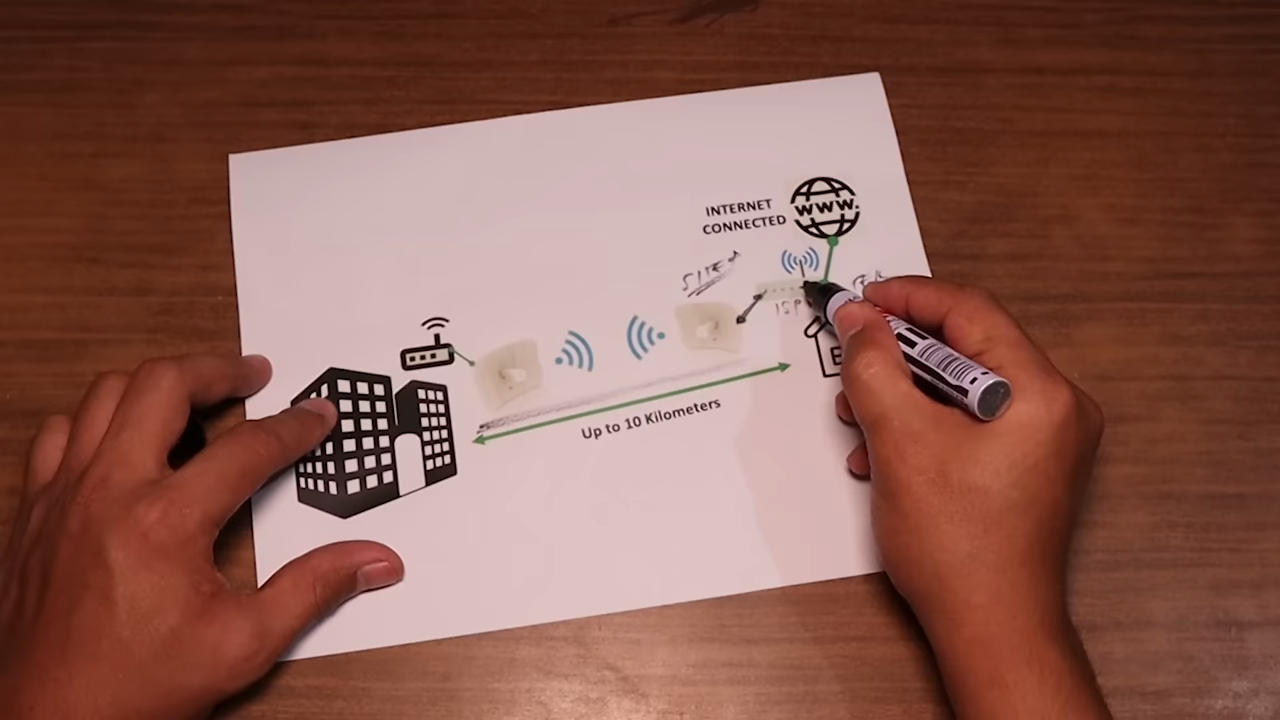 INTERNET
CONNECTED
WWW.
SITE A
ISP
Up to 10 Kilometers